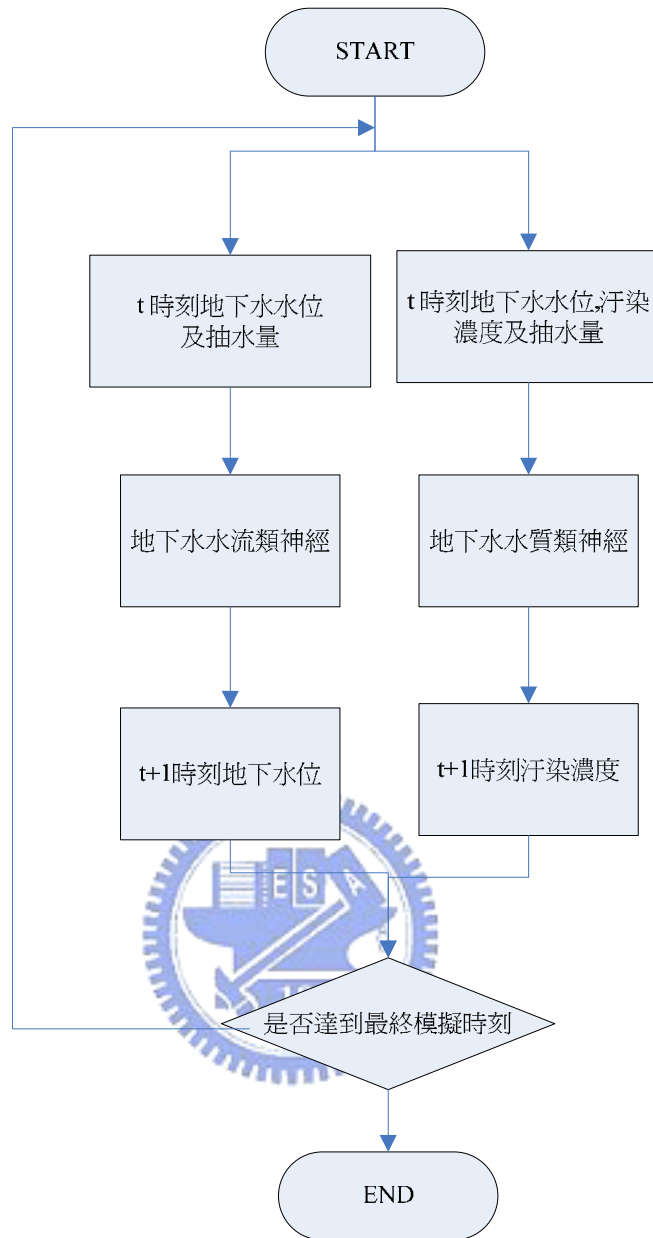 START
t 時刻地下水水位
及抽水量
t 時刻地下水水位,汙染
濃度及抽水量
地下水水流類神經
地下水水質類神經
t+1時刻地下水位
t+1時刻汙染濃度
E S A
是否達到最終模擬時刻
END